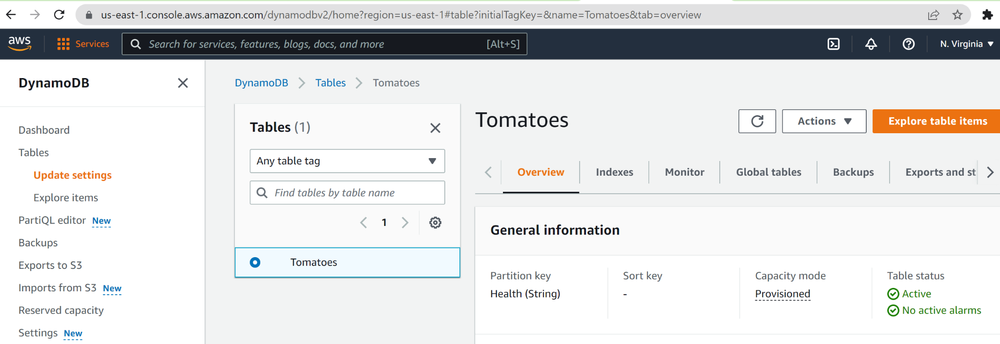 us-east-1.console.aws.amazon.com/dynamodbv2/home?region=us-east-1#table?initialTagKey=&name=Tomatoes&tab=overview
aws Services Search for services, features, blogs, docs, and more [Alt+S] N. Virginia
DynamoDB
Dashboard
Tables
Update settings
Explore items
PartiQL editor New
Backups
Exports to S3
Imports from S3 New
Reserved capacity
Settings New
DynamoDB Tables Tomatoes
Tables (1)
Any table tag
Find tables by table name
1
Tomatoes
Tomatoes
Actions Explore table items
Overview Indexes Monitor Global tables Backups Exports and st
General information
Partition key
Health (String)
Sort key
-
Capacity mode
Provisioned
Table status
Active
No active alarms